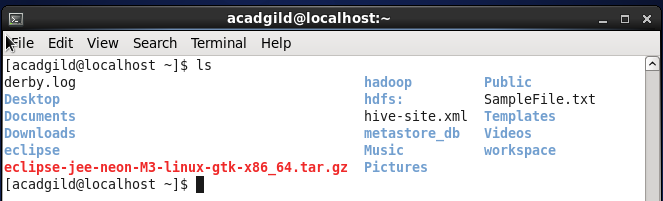 acadgild@localhost:~
File Edit View Search Terminal Help
[acadgild@localhost ~]$ ls
derby.log hadoop Public
Desktop hdfs: SampleFile.txt
Documents hive-site.xml Templates
Downloads metastore_db Videos
eclipse Music workspace
eclipse-jee-neon-M3-linux-gtk-x86_64.tar.gz Pictures
[acadgild@localhost ~]$